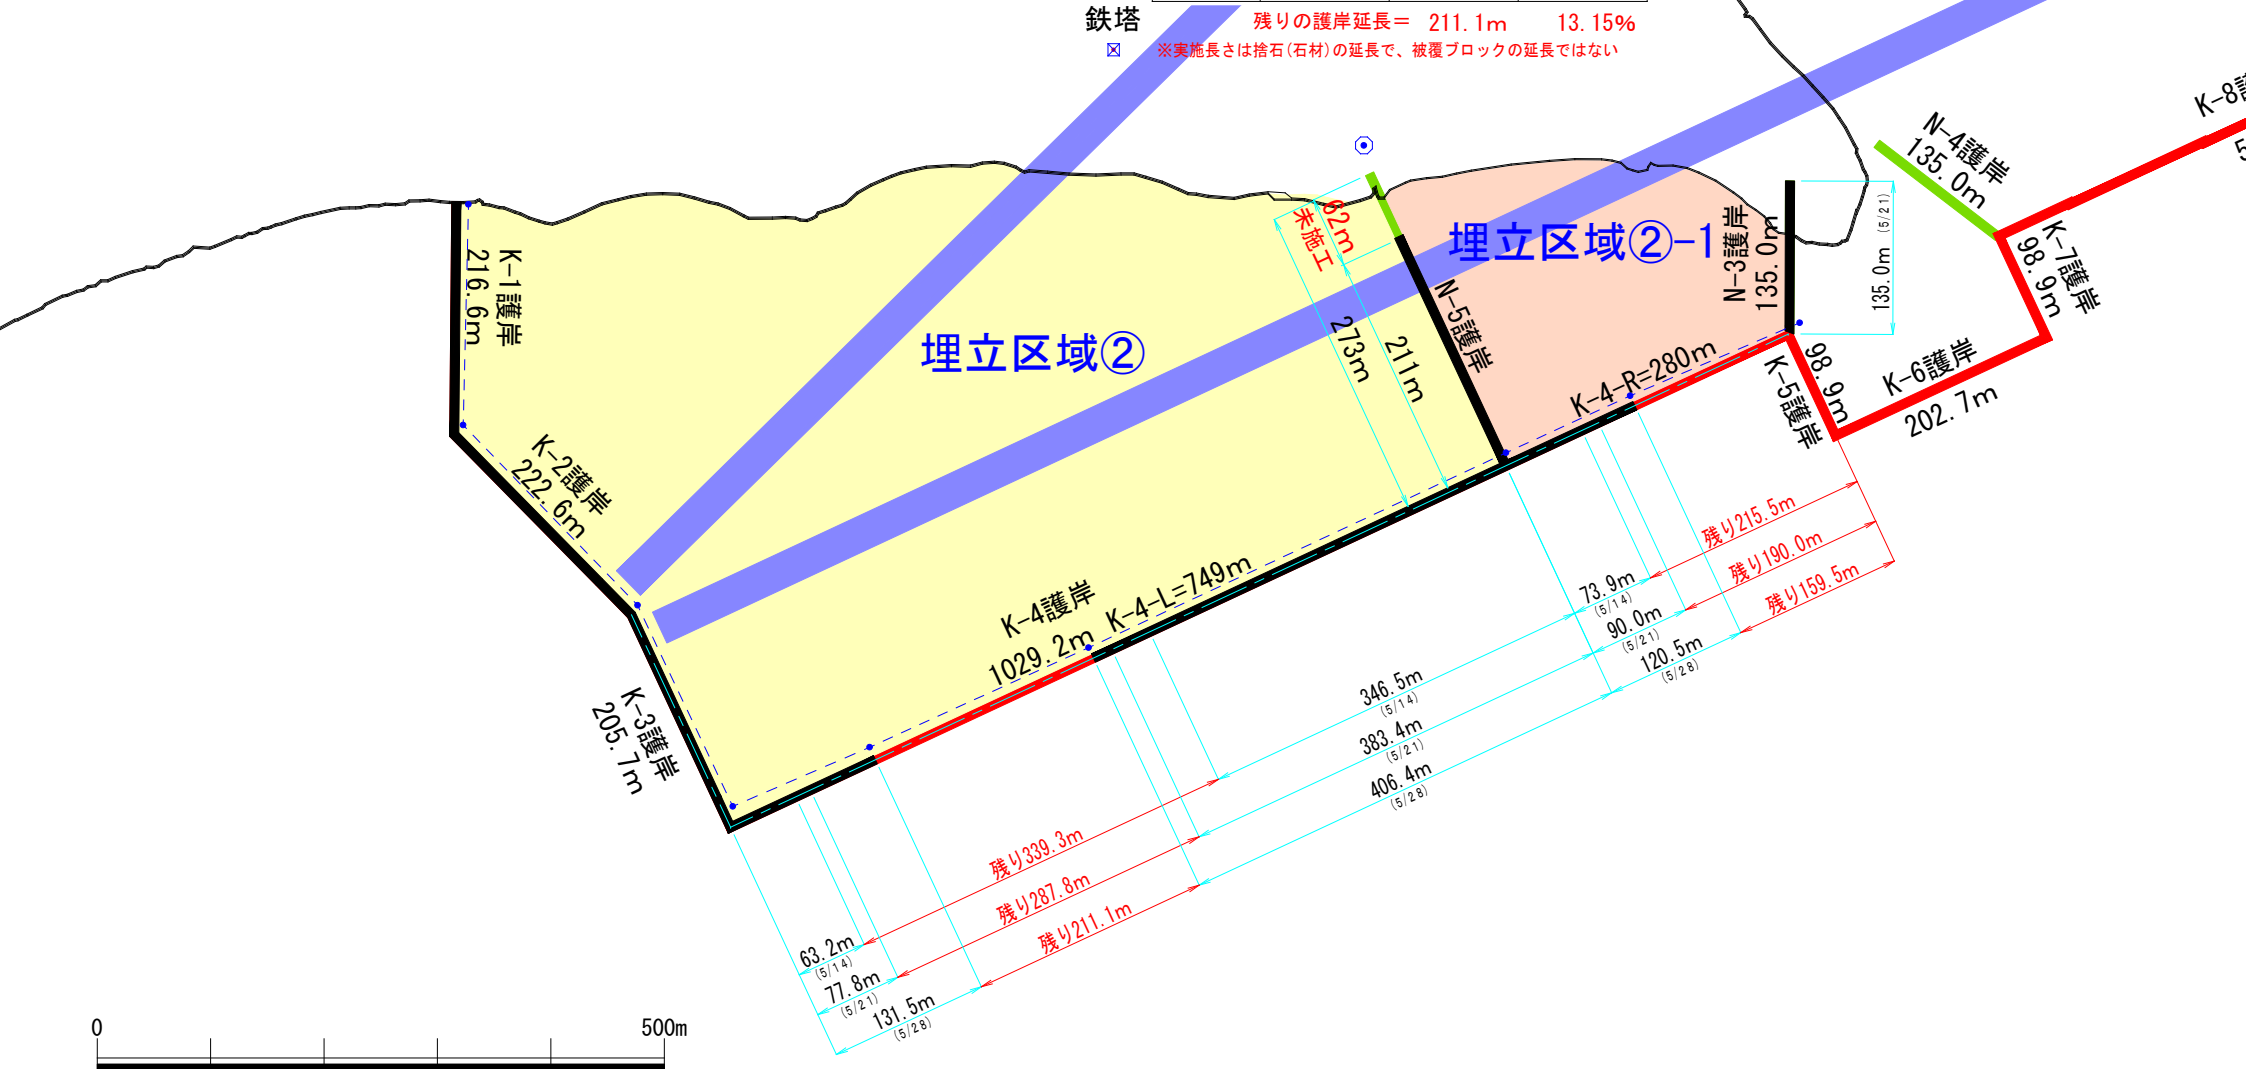 鉄塔
残りの護岸延長＝ 211.1m 13.15%
※実施長さは捨石(石材)の延長で、被覆ブロックの延長ではない
K-8護
N-4護岸
135.0m
K-7護岸
98.9m
K-6護岸
202.7m
K-5護岸
98.9m
N-3護岸
135.0m
135.0m (5/21)
埋立区域②-1
62m
未施工
N-5護岸
273m
211m
K-1護岸
216.6m
埋立区域②
K-4-R=280m
K-2護岸
222.6m
K-3護岸
205.7m
K-4護岸
1029.2m
K-4-L=749m
残り215.5m
残り190.0m
残り159.5m
73.9m
(5/14)
90.0m
(5/21)
120.5m
(5/28)
346.5m
(5/14)
383.4m
(5/21)
406.4m
(5/28)
残り339.3m
残り287.8m
残り211.1m
63.2m
(5/14)
77.8m
(5/21)
131.5m
(5/28)
0 500m